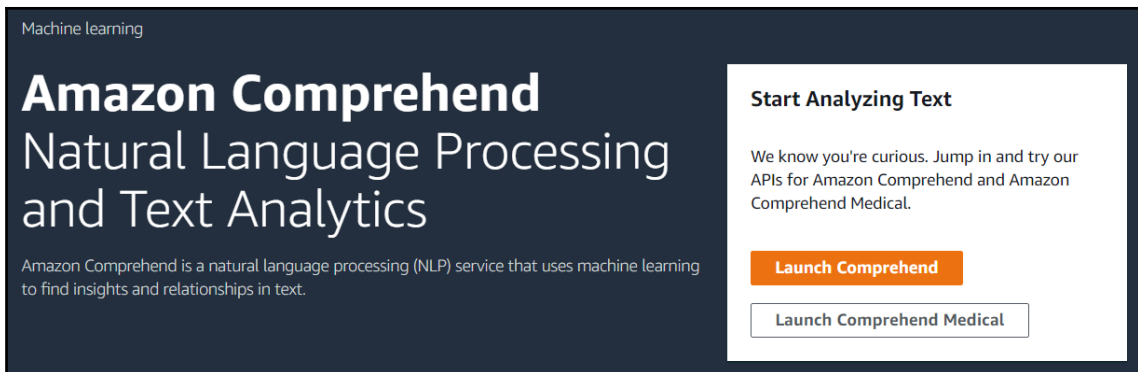 Machine learning
Amazon Comprehend
Natural Language Processing
and Text Analytics
Amazon Comprehend is a natural language processing (NLP) service that uses machine learning
to find insights and relationships in text.
Start Analyzing Text
We know you're curious. Jump in and try our
APIs for Amazon Comprehend and Amazon
Comprehend Medical.
Launch Comprehend
Launch Comprehend Medical